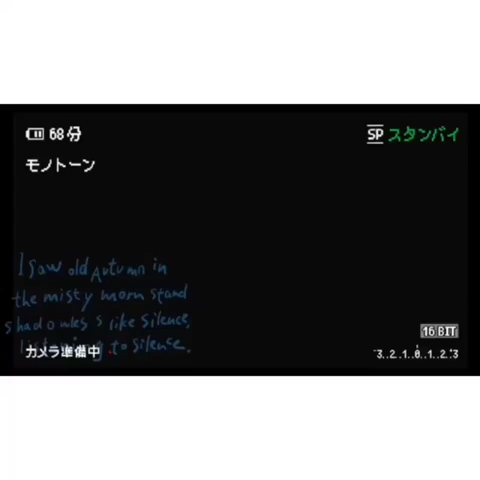 68分
SP スタンバイ
モノトーン
I saw old Autumn in
the misty morn stand
shadowless like Silence,
listening to silence.
16 BIT
カメラ準備中
-3..2..1..0..1..2..3